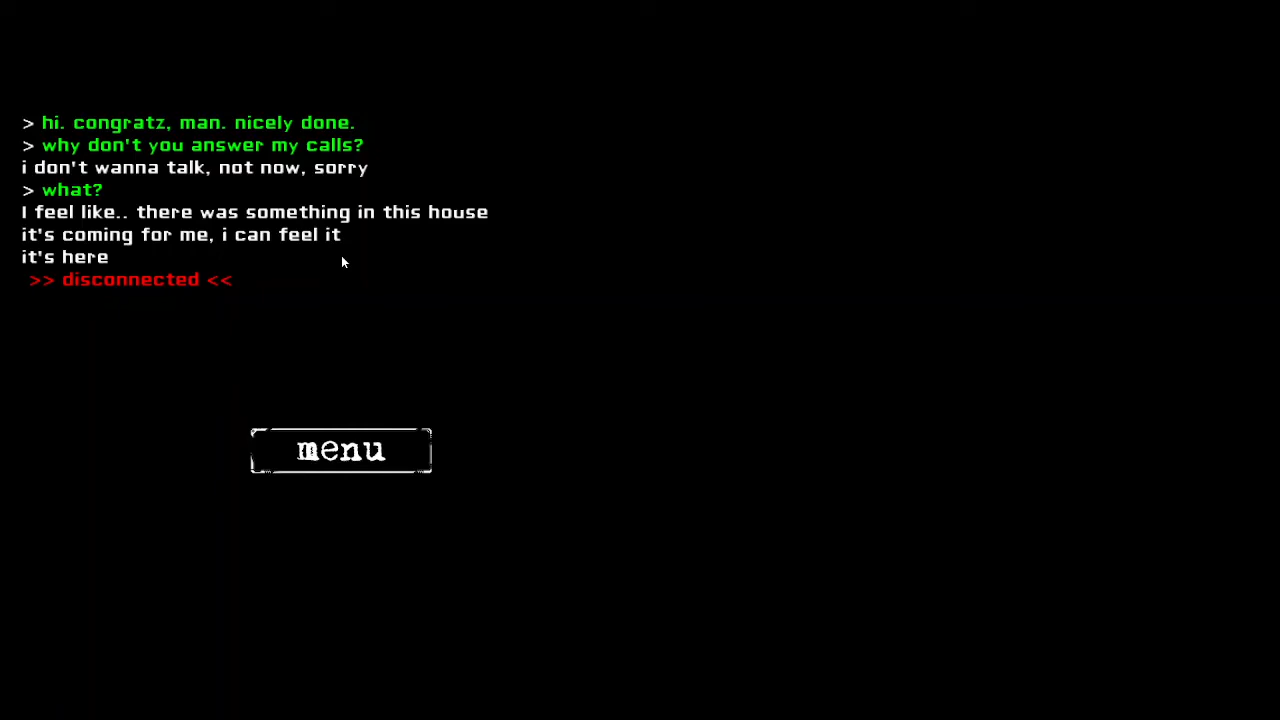 > hi. congratz, man. nicely done.
> why don't you answer my calls?
i don't wanna talk, not now, sorry
> what?
I feel like.. there was something in this house
it's coming for me, i can feel it
it's here
>> disconnected <<
menu